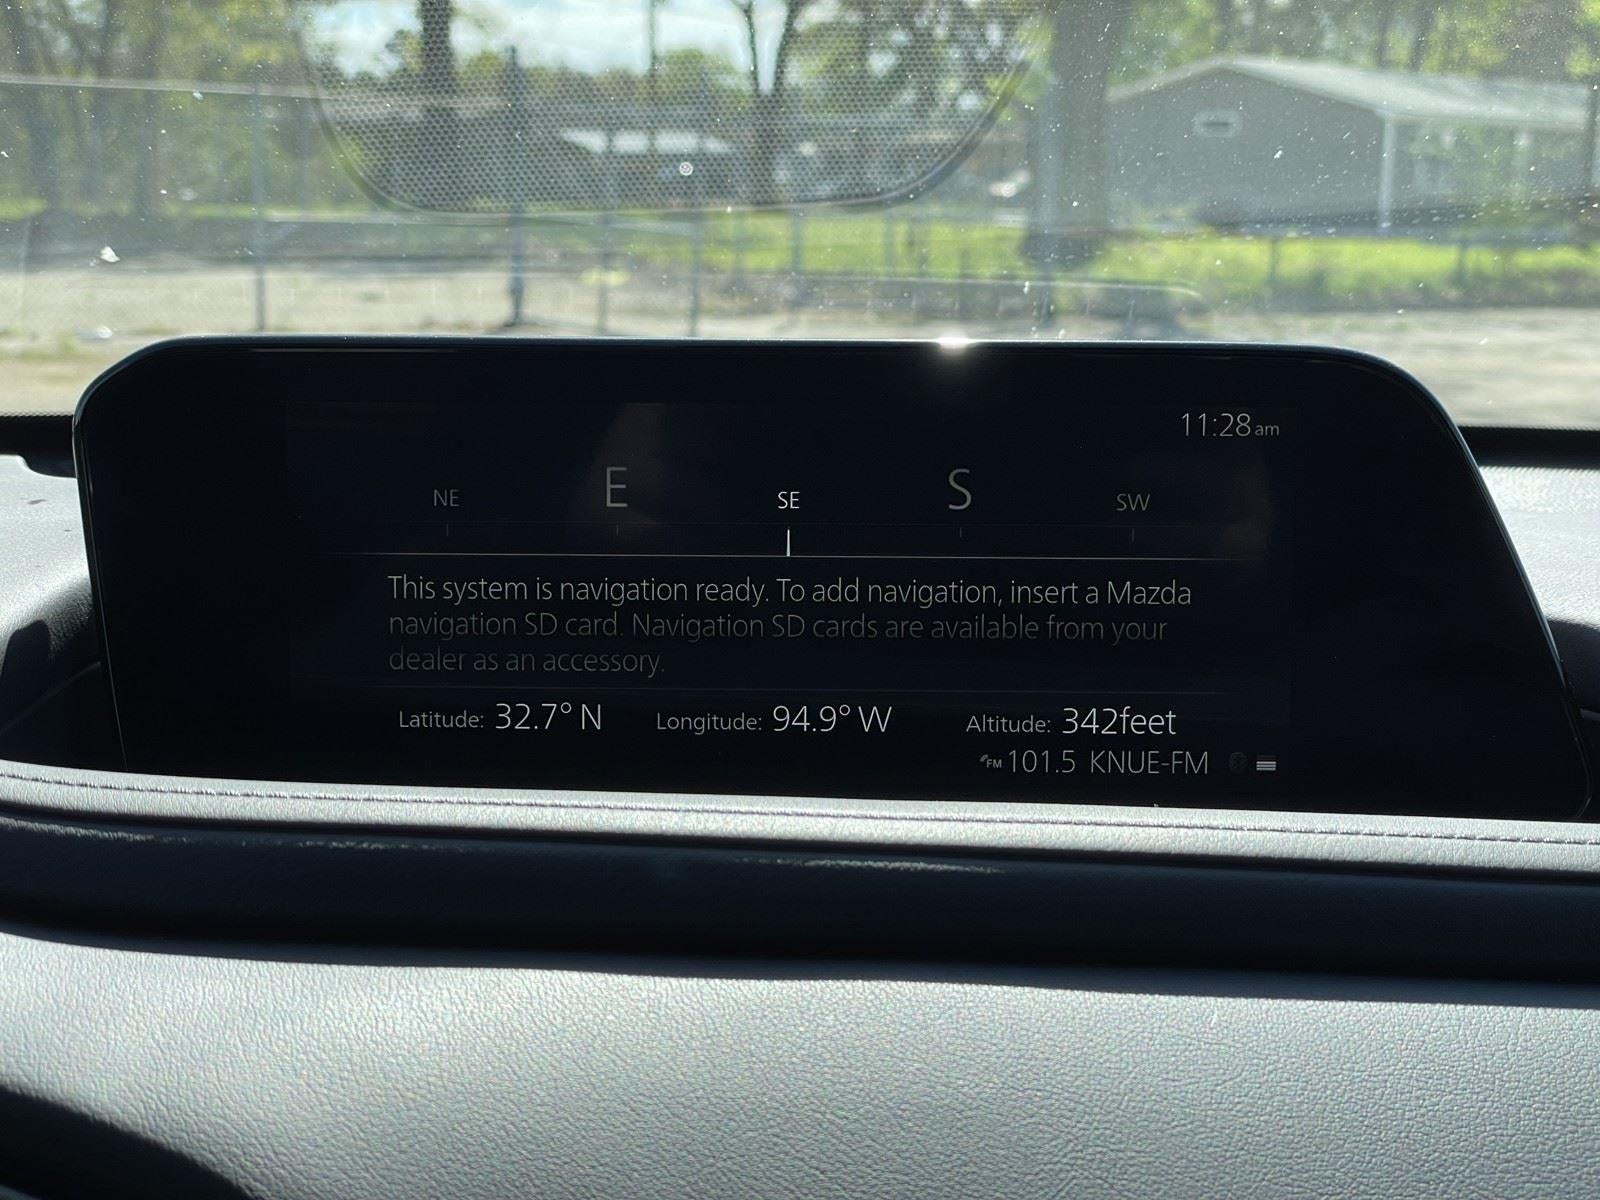 11:28am
NE E SE S SW
This system is navigation ready. To add navigation, insert a Mazda
navigation SD card. Navigation SD cards are available from your
dealer as an accessory.
Latitude: 32.7° N Longitude: 94.9° W Altitude: 342feet
FM 101.5 KNUE-FM